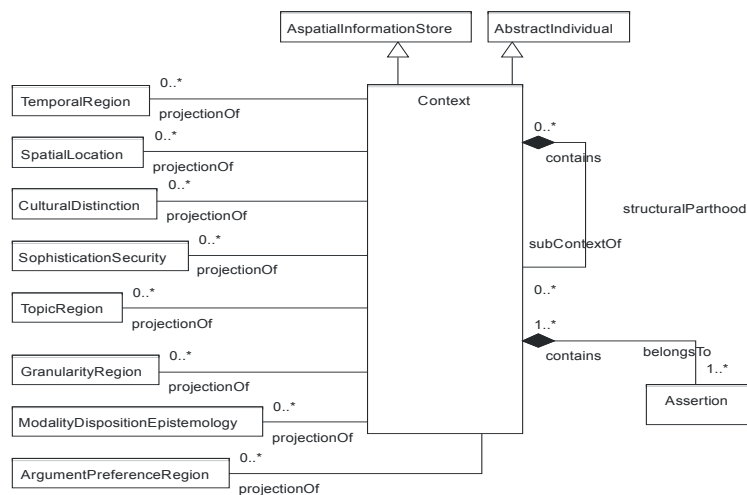 AspatialInformationStore
AbstractIndividual
Context
0..*
TemporalRegion
projectionOf
0..*
SpatialLocation
projectionOf
0..*
CulturalDistinction
projectionOf
0..*
SophisticationSecurity
projectionOf
0..*
TopicRegion
projectionOf
0..*
GranularityRegion
projectionOf
0..*
ModalityDispositionEpistemology
projectionOf
0..*
ArgumentPreferenceRegion
projectionOf
0..*
contains
structuralParthood
subContextOf
0..*
1..*
contains
belongsTo
1..*
Assertion